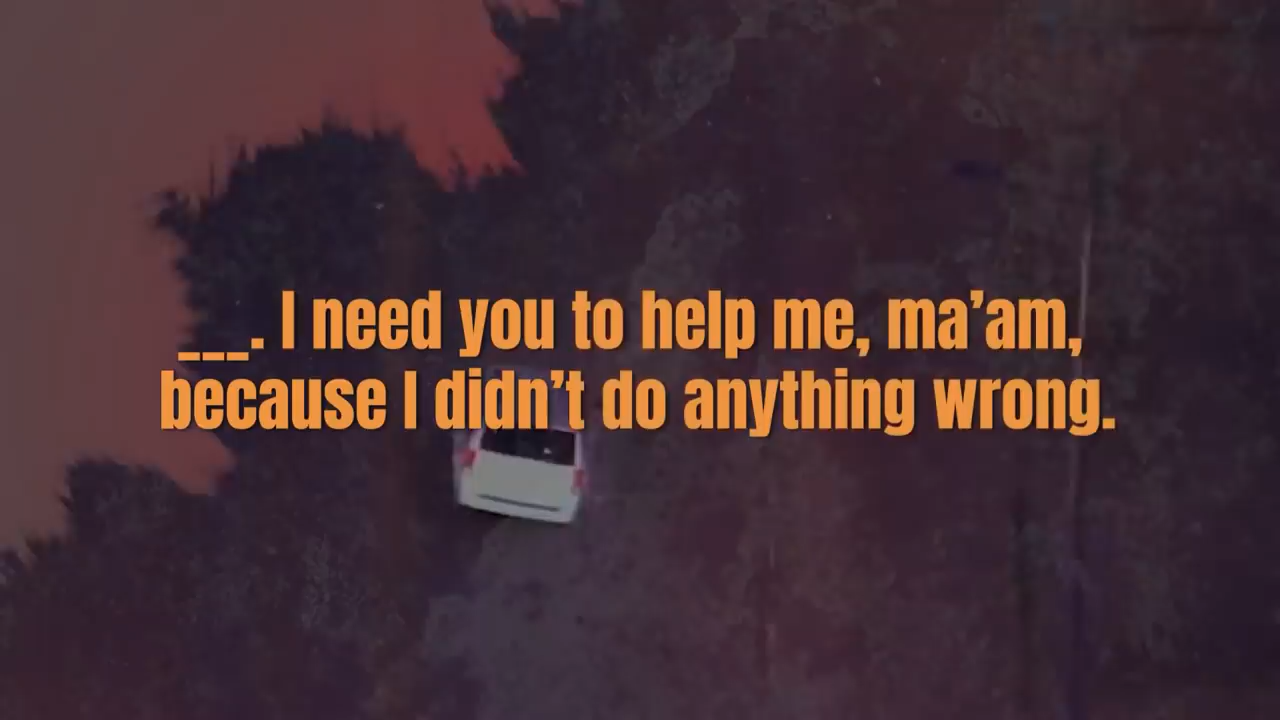 ___. I need you to help me, ma’am,
because I didn’t do anything wrong.